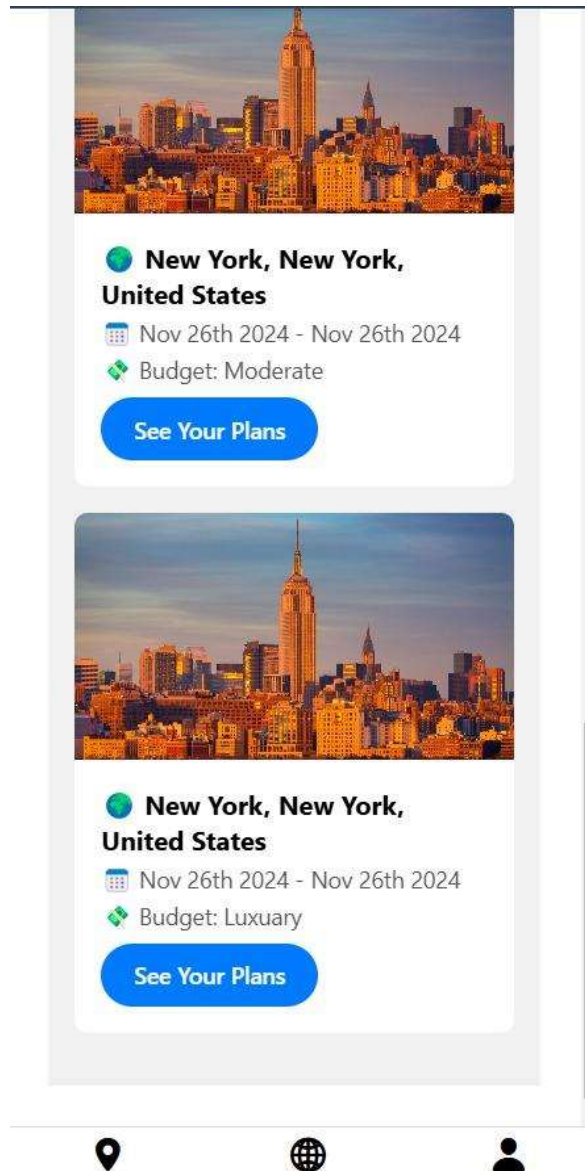 New York, New York,
United States
Nov 26th 2024 - Nov 26th 2024
Budget: Moderate
See Your Plans
New York, New York,
United States
Nov 26th 2024 - Nov 26th 2024
Budget: Luxuary
See Your Plans